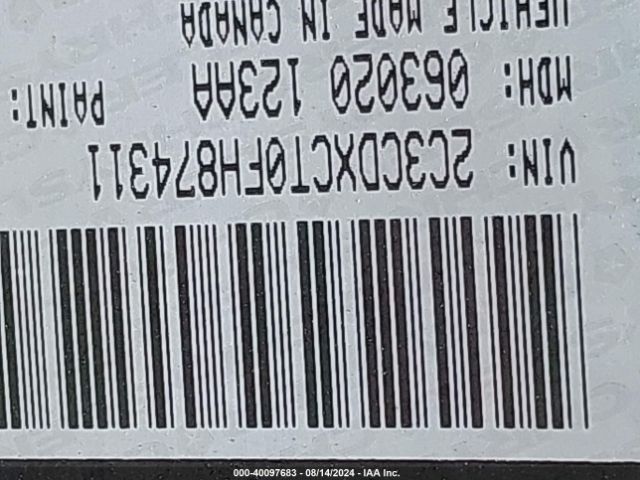 VIN: 2C3CDXCT0FH874311
MDH: 063020 123AA PAINT:
VEHICLE MADE IN CANADA
000-40097683 - 08/14/2024 - IAA Inc.